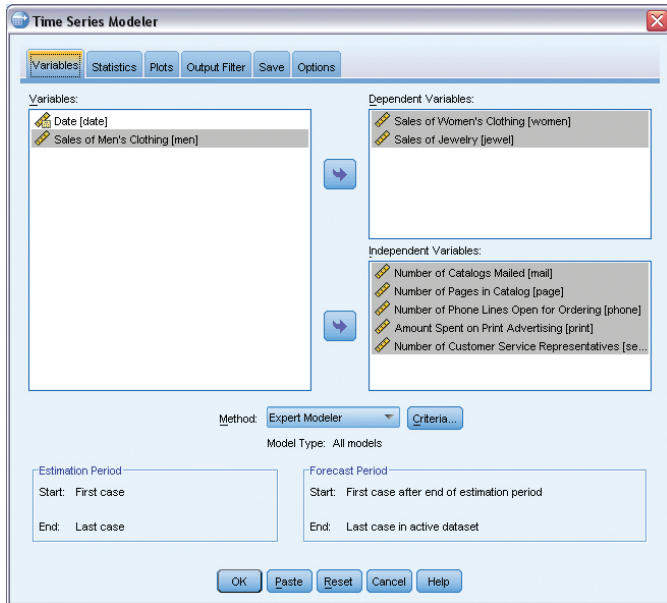 Time Series Modeler
Variables Statistics Plots Output Filter Save Options
Variables:
Date [date]
Sales of Men's Clothing [men]
Dependent Variables:
Sales of Women's Clothing [women]
Sales of Jewelry [jewel]
Independent Variables:
Number of Catalogs Mailed [mail]
Number of Pages in Catalog [page]
Number of Phone Lines Open for Ordering [phone]
Amount Spent on Print Advertising [print]
Number of Customer Service Representatives [se...
Method: Expert Modeler Criteria...
Model Type: All models
Estimation Period
Start: First case
End: Last case
Forecast Period
Start: First case after end of estimation period
End: Last case in active dataset
OK Paste Reset Cancel Help